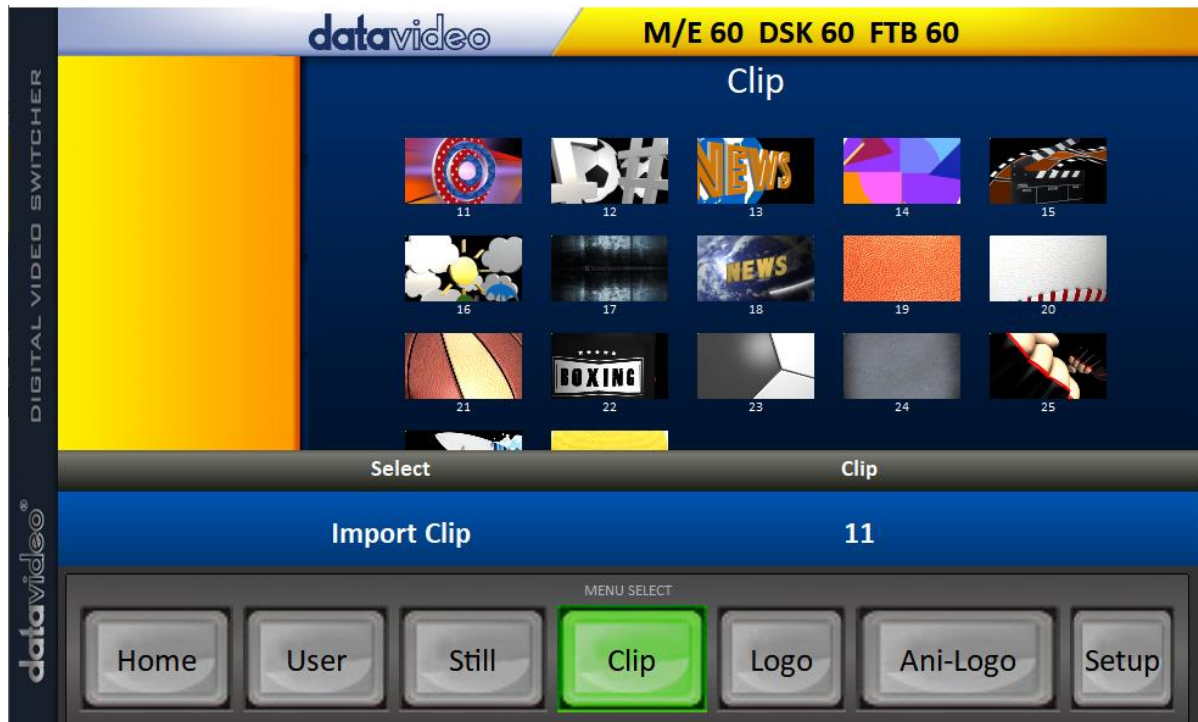 datavideo
M/E 60 DSK 60 FTB 60
DIGITAL VIDEO SWITCHER
datavideo®
Clip
11 12 NEWS 13 14 15
16 17 NEWS 18 19 20
21 BOXING 22 23 24 25
Select Clip
Import Clip 11
MENU SELECT
Home User Still Clip Logo Ani-Logo Setup